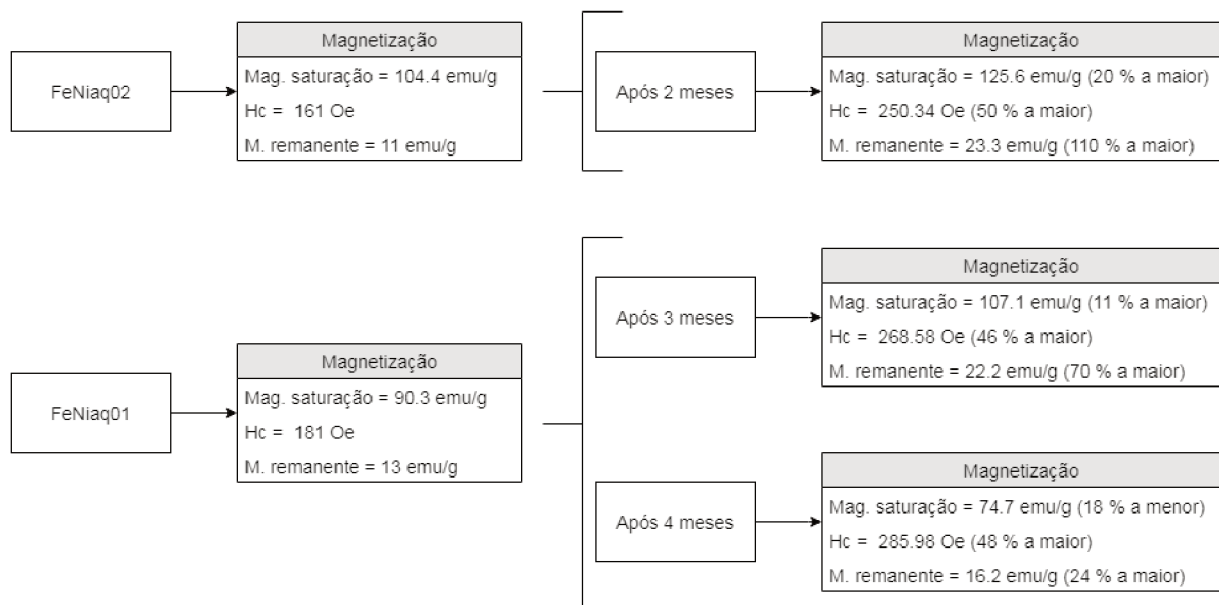 FeNiaq02
Magnetização
Mag. saturação = 104.4 emu/g
Hc = 161 Oe
M. remanente = 11 emu/g
Após 2 meses
Magnetização
Mag. saturação = 125.6 emu/g (20 % a maior)
Hc = 250.34 Oe (50 % a maior)
M. remanente = 23.3 emu/g (110 % a maior)
FeNiaq01
Magnetização
Mag. saturação = 90.3 emu/g
Hc = 181 Oe
M. remanente = 13 emu/g
Após 3 meses
Magnetização
Mag. saturação = 107.1 emu/g (11 % a maior)
Hc = 268.58 Oe (46 % a maior)
M. remanente = 22.2 emu/g (70 % a maior)
Após 4 meses
Magnetização
Mag. saturação = 74.7 emu/g (18 % a menor)
Hc = 285.98 Oe (48 % a maior)
M. remanente = 16.2 emu/g (24 % a maior)